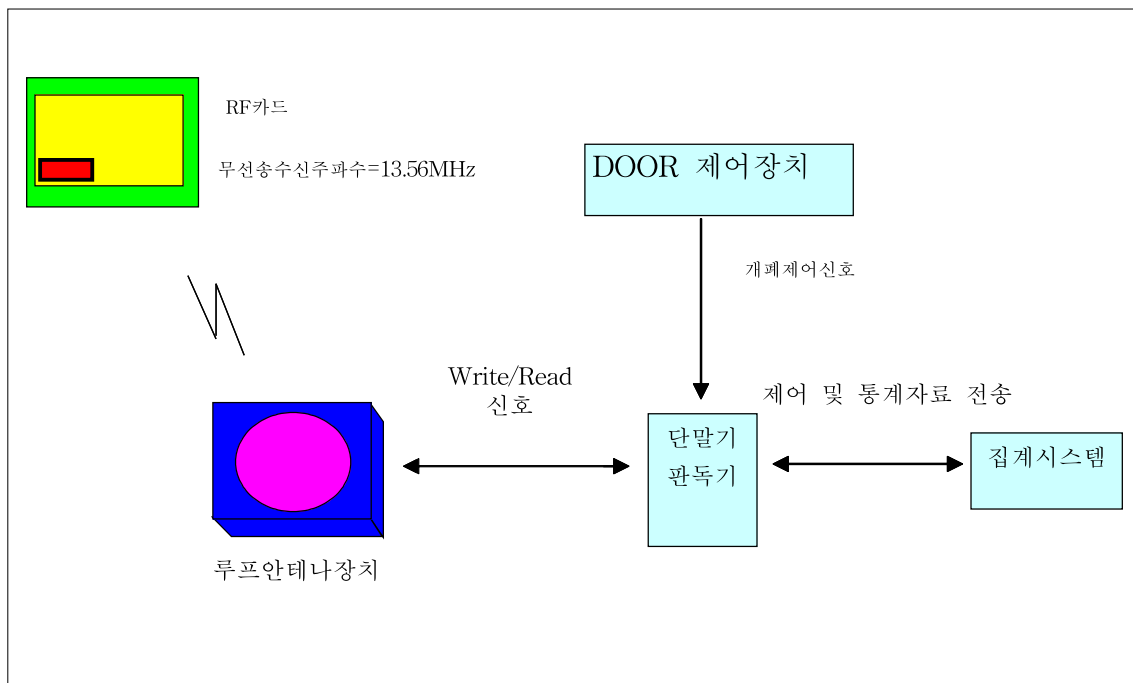 RF카드
무선송수신주파수=13.56MHz
DOOR 제어장치
개폐제어신호
Write/Read
신호
제어 및 통계자료 전송
단말기
판독기
집계시스템
루프안테나장치